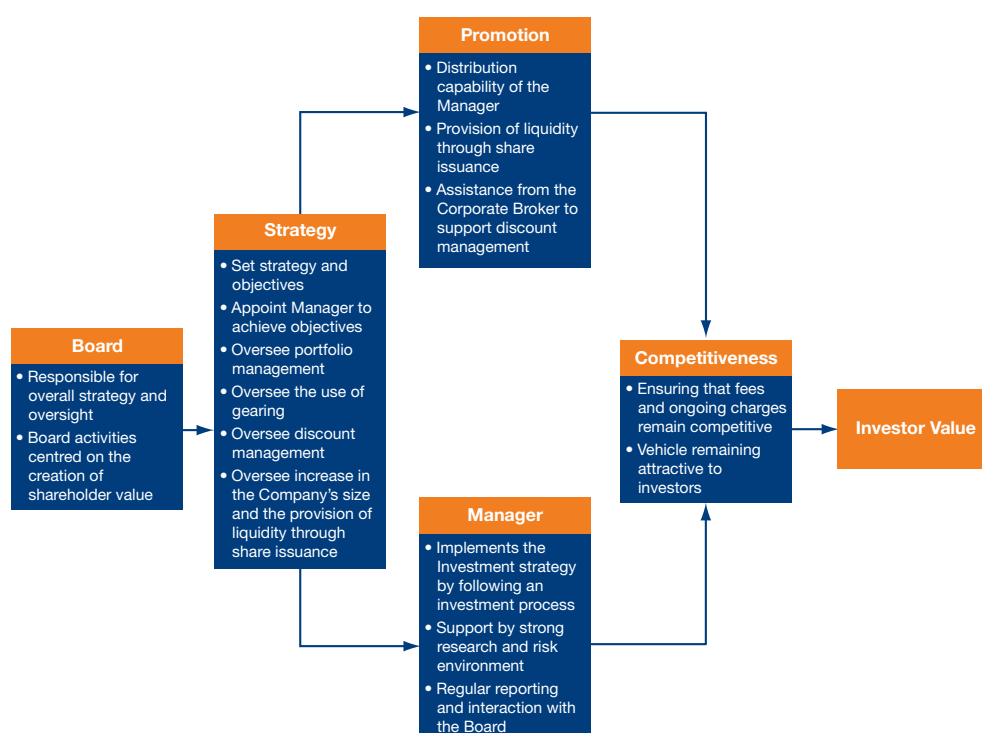 Board
• Responsible for
overall strategy and
oversight
• Board activities
centred on the
creation of
shareholder value
Strategy
• Set strategy and
objectives
• Appoint Manager to
achieve objectives
• Oversee portfolio
management
• Oversee the use of
gearing
• Oversee discount
management
• Oversee increase in
the Company's size
and the provision of
liquidity through
share issuance
Promotion
• Distribution
capability of the
Manager
• Provision of liquidity
through share
issuance
• Assistance from the
Corporate Broker to
support discount
management
Manager
• Implements the
Investment strategy
by following an
investment process
• Support by strong
research and risk
environment
• Regular reporting
and interaction with
the Board
Competitiveness
• Ensuring that fees
and ongoing charges
remain competitive
• Vehicle remaining
attractive to
investors
Investor Value